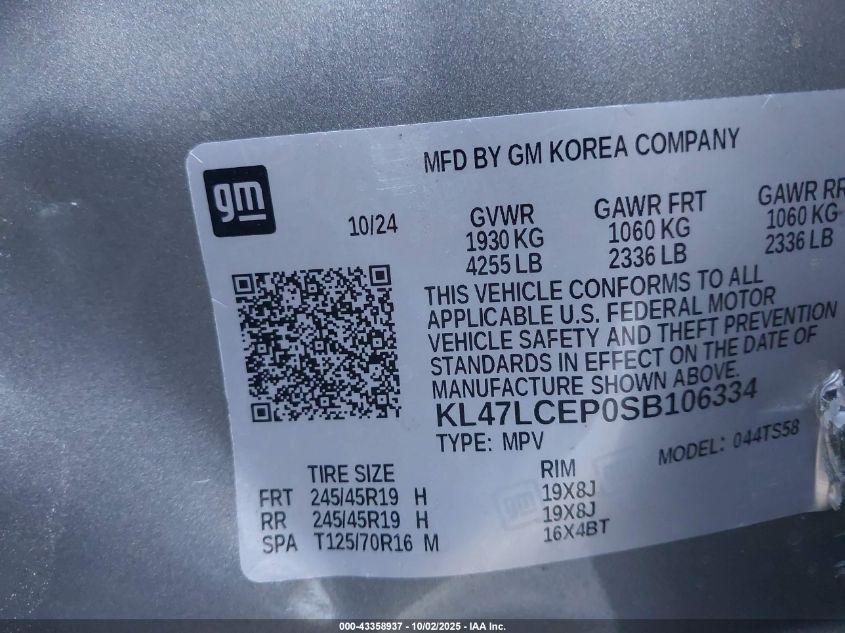 MFD BY GM KOREA COMPANY
gm
10/24
GVWR
1930 KG
4255 LB
GAWR FRT
1060 KG
2336 LB
GAWR RR
1060 KG
2336 LB
THIS VEHICLE CONFORMS TO ALL
APPLICABLE U.S. FEDERAL MOTOR
VEHICLE SAFETY AND THEFT PREVENTION
STANDARDS IN EFFECT ON THE DATE OF
MANUFACTURE SHOWN ABOVE.
KL47LCEP0SB106334
TYPE: MPV
MODEL: 044TS58
TIRE SIZE
RIM
FRT 245/45R19 H 19X8J
RR 245/45R19 H 19X8J
SPA T125/70R16 M 16X4BT
gm
000-43358937 - 10/02/2025 - IAA Inc.